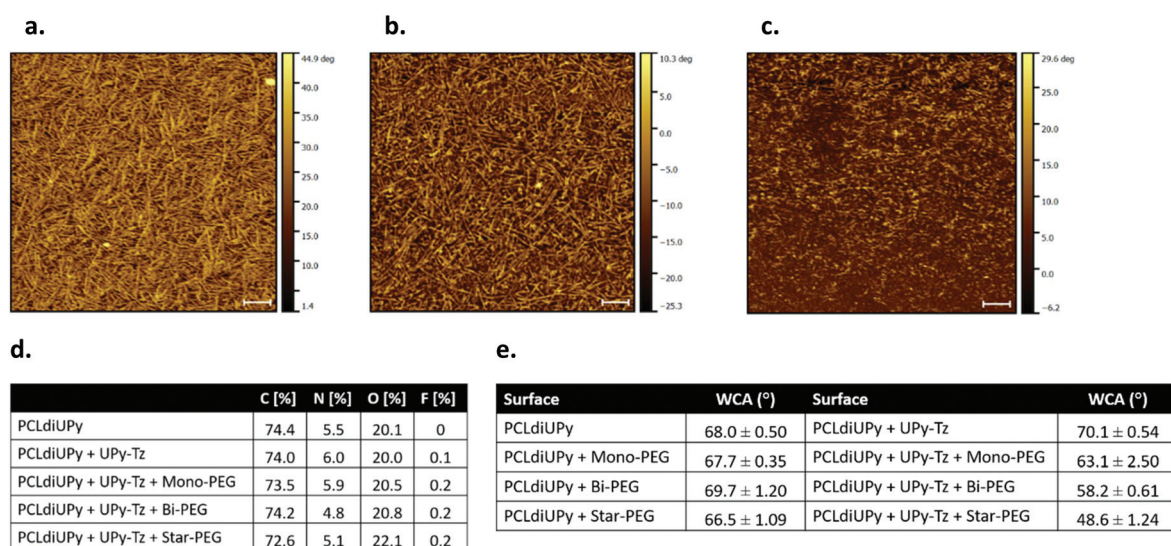 a.
b.
c.
44.9 deg
40.0
35.0
30.0
25.0
20.0
15.0
10.0
1.4
10.3 deg
5.0
0.0
−5.0
−10.0
−15.0
−20.0
−25.3
29.6 deg
25.0
20.0
15.0
10.0
5.0
0.0
−6.2
d.
C [%] N [%] O [%] F [%]
PCLdiUPy 74.4 5.5 20.1 0
PCLdiUPy + UPy-Tz 74.0 6.0 20.0 0.1
PCLdiUPy + UPy-Tz + Mono-PEG 73.5 5.9 20.5 0.2
PCLdiUPy + UPy-Tz + Bi-PEG 74.2 4.8 20.8 0.2
PCLdiUPy + UPy-Tz + Star-PEG 72.6 5.1 22.1 0.2
e.
Surface WCA (°) Surface WCA (°)
PCLdiUPy 68.0 ± 0.50 PCLdiUPy + UPy-Tz 70.1 ± 0.54
PCLdiUPy + Mono-PEG 67.7 ± 0.35 PCLdiUPy + UPy-Tz + Mono-PEG 63.1 ± 2.50
PCLdiUPy + Bi-PEG 69.7 ± 1.20 PCLdiUPy + UPy-Tz + Bi-PEG 58.2 ± 0.61
PCLdiUPy + Star-PEG 66.5 ± 1.09 PCLdiUPy + UPy-Tz + Star-PEG 48.6 ± 1.24